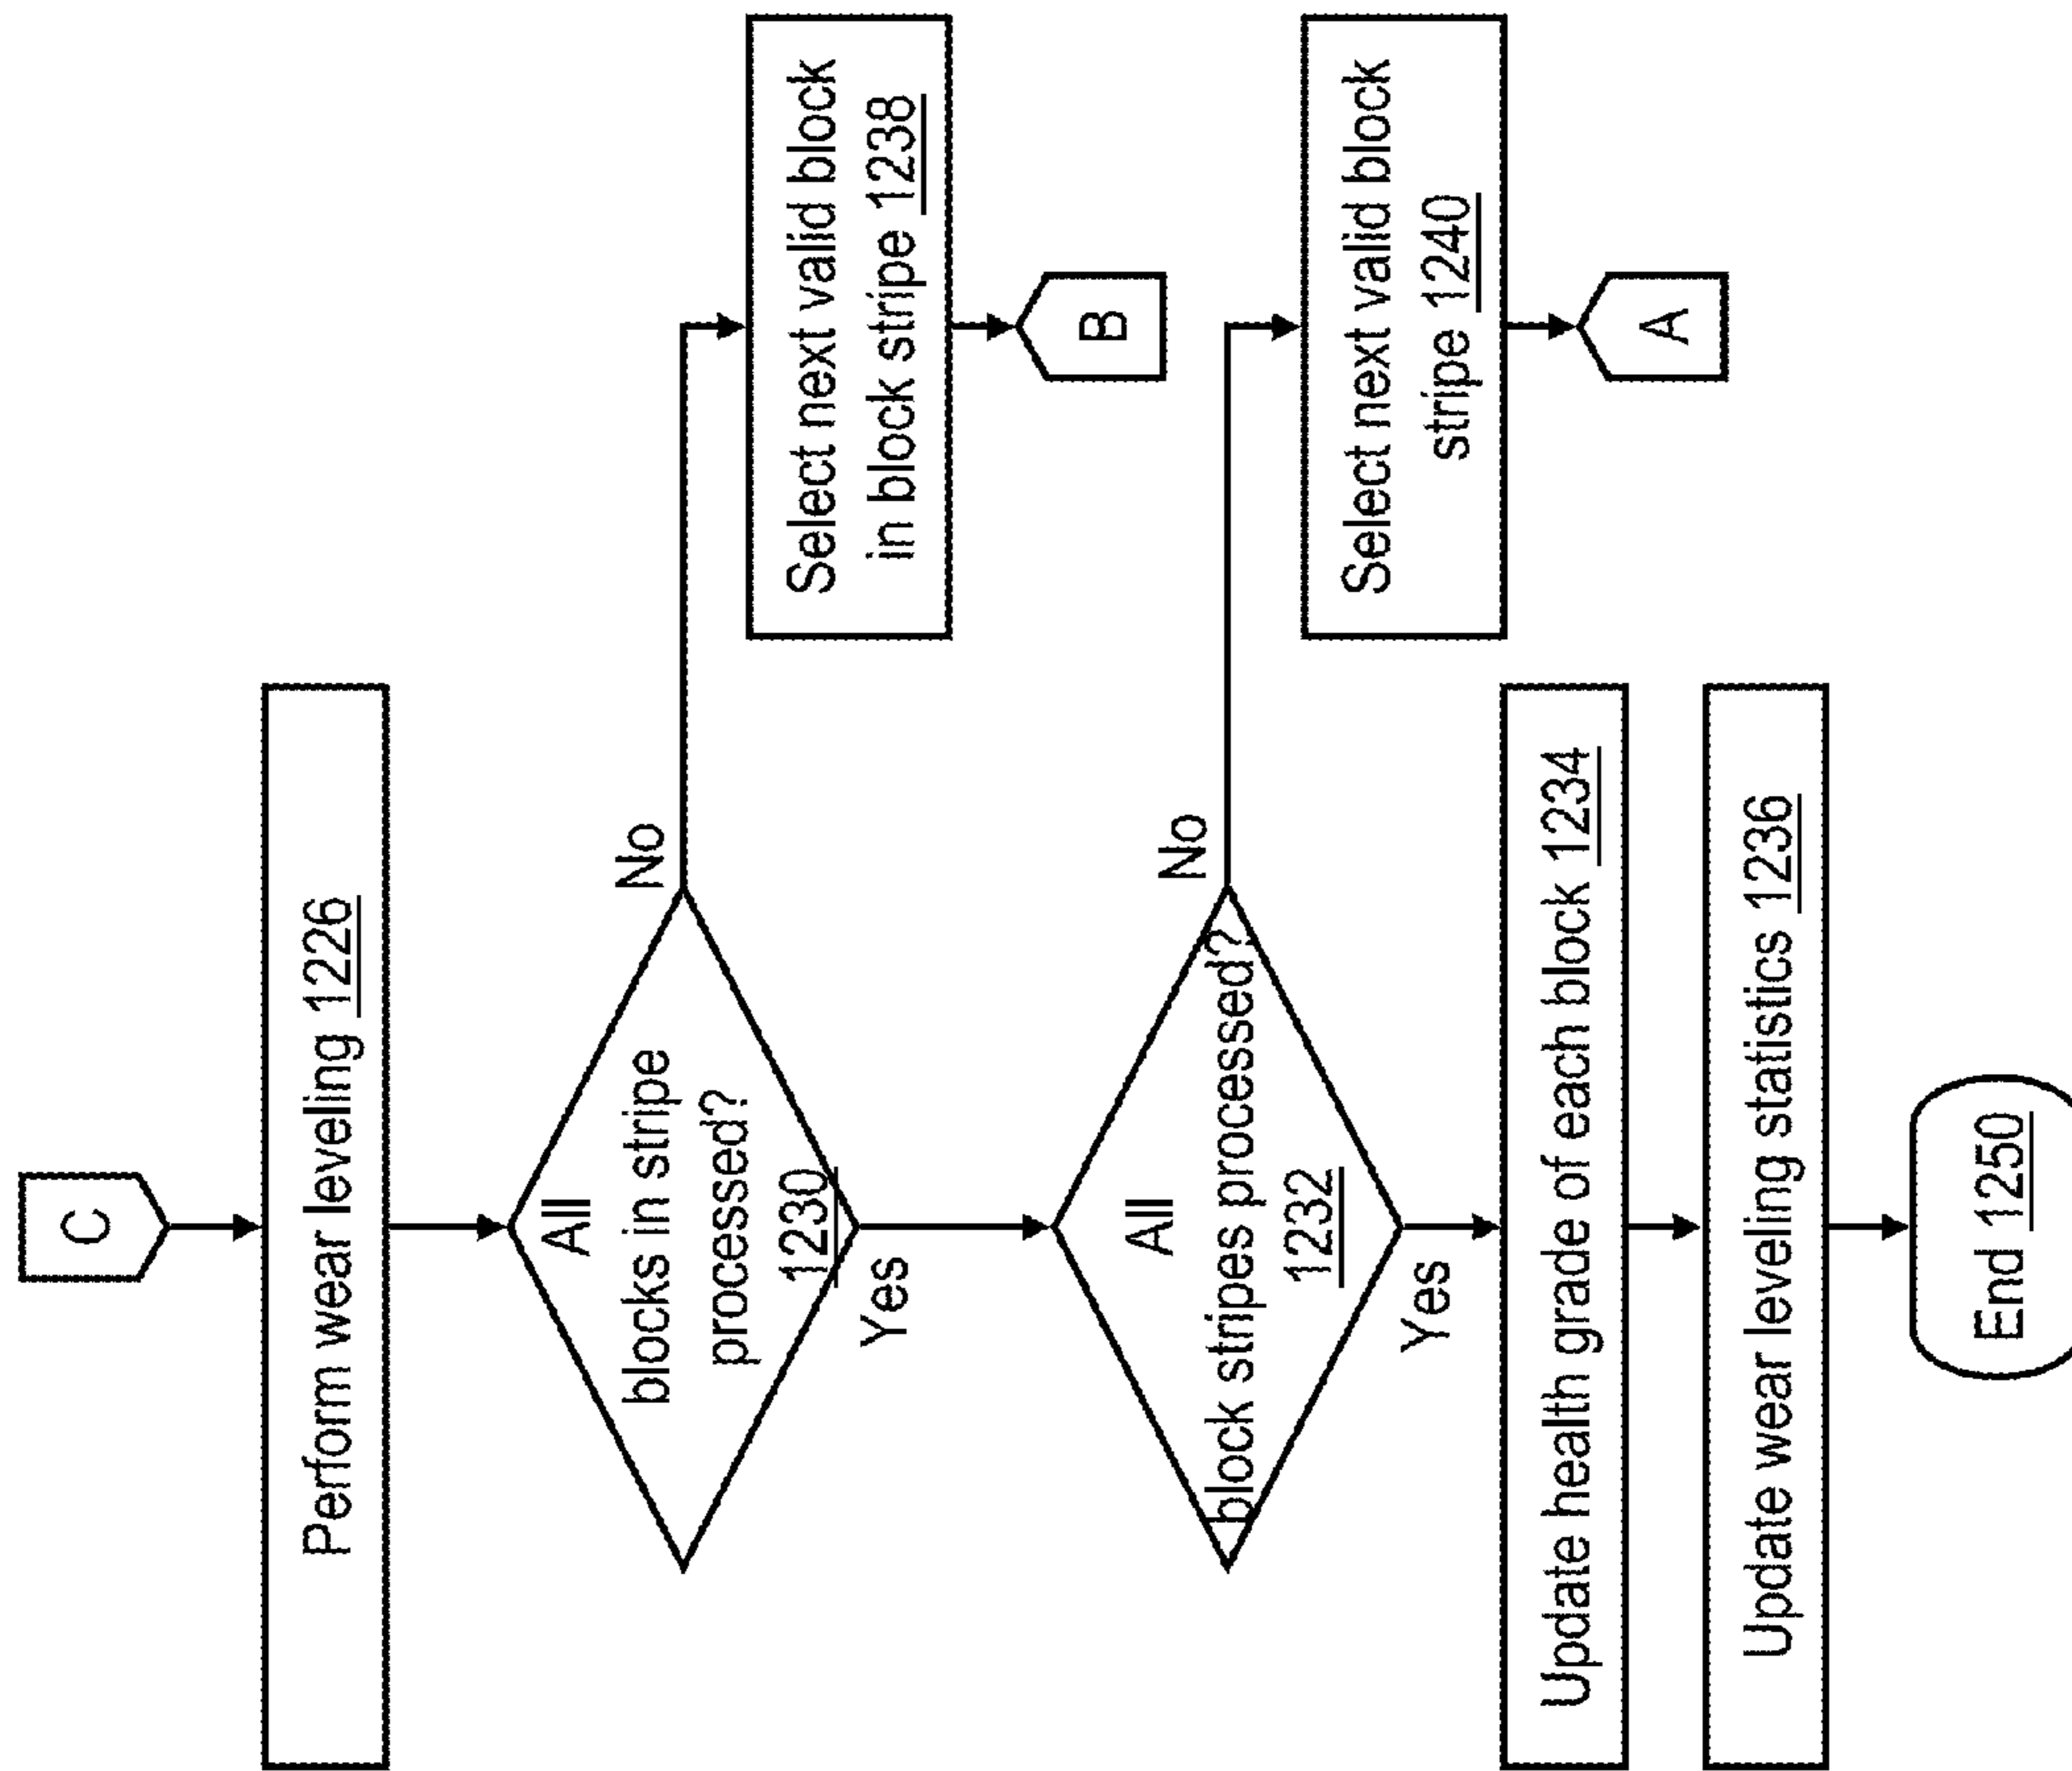 C
Perform wear leveling 1226
All
blocks in stripe
processed?
1230
No
Yes
Select next valid block
in block stripe 1238
B
All
block stripes processed?
1232
No
Yes
Select next valid block
stripe 1240
A
Update health grade of each block 1234
Update wear leveling statistics 1236
End 1250